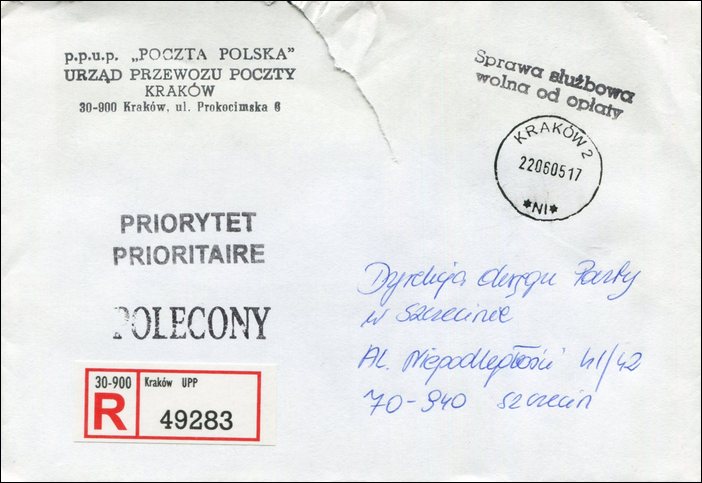 p.p.u.p. „POCZTA POLSKA"
URZĄD PRZEWOZU POCZTY
KRAKÓW
30-900 Kraków, ul. Prokocimska 6
Sprawa służbowa
wolna od opłaty
KRAKÓW 2
22060517
*NI*
PRIORYTET
PRIORITAIRE
POLECONY
Dyrekcja Okręgu Poczty
w Szczecinie
Al. Niepodległości 41/42
70-940 Szczecin
30-900 Kraków UPP
R 49283